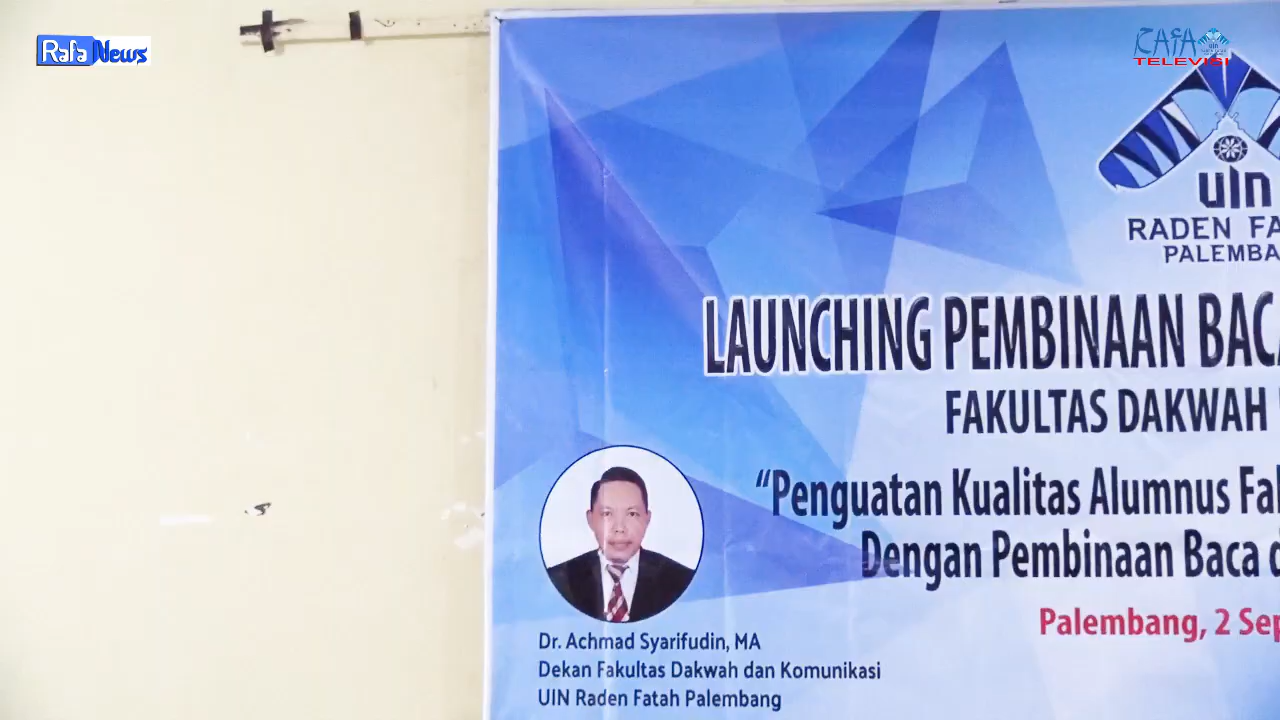 Rafa News
RAFA
TELEVISI
uin
RADEN FA
PALEMBA
LAUNCHING PEMBINAAN BACA
FAKULTAS DAKWAH
“Penguatan Kualitas Alumnus Fak
Dengan Pembinaan Baca d
Palembang, 2 Sep
Dr. Achmad Syarifudin, MA
Dekan Fakultas Dakwah dan Komunikasi
UIN Raden Fatah Palembang